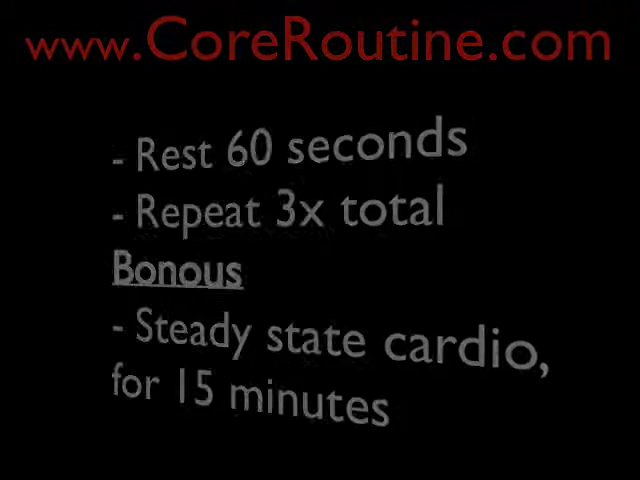 www.CoreRoutine.com
- Rest 60 seconds
- Repeat 3x total
Bonous
- Steady state cardio,
for 15 minutes